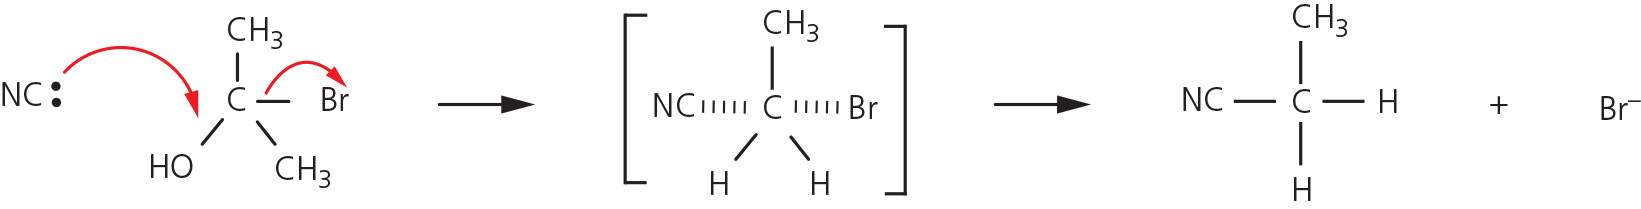 NC: CH₃ C Br HO CH₃
NC C Br CH₃ H H
NC C H CH₃ H + Br⁻